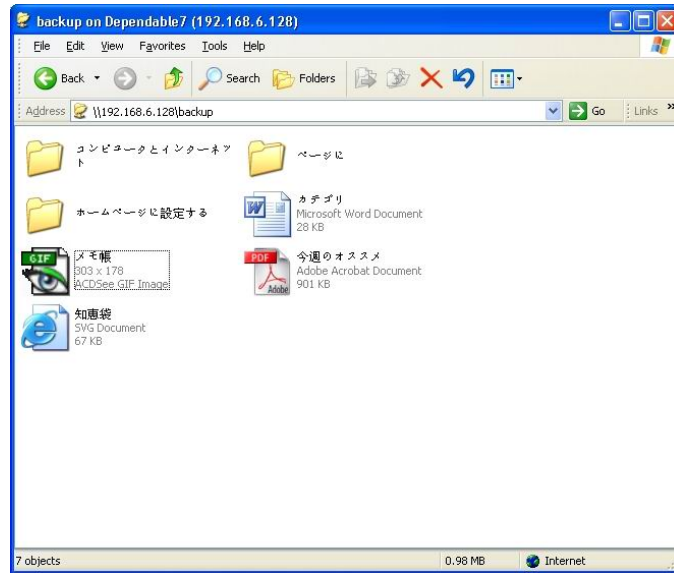 backup on Dependable7 (192.168.6.128)
File Edit View Favorites Tools Help
Back Search Folders
Address \\192.168.6.128\backup Go Links »
コンピュータとインターネッ
ト
ページに
ホームページに設定する
カテゴリ
Microsoft Word Document
28 KB
GIF
メモ帳
303 x 178
ACDSee GIF Image
PDF
Adobe
今週のオススメ
Adobe Acrobat Document
901 KB
知恵袋
SVG Document
67 KB
7 objects 0.98 MB Internet